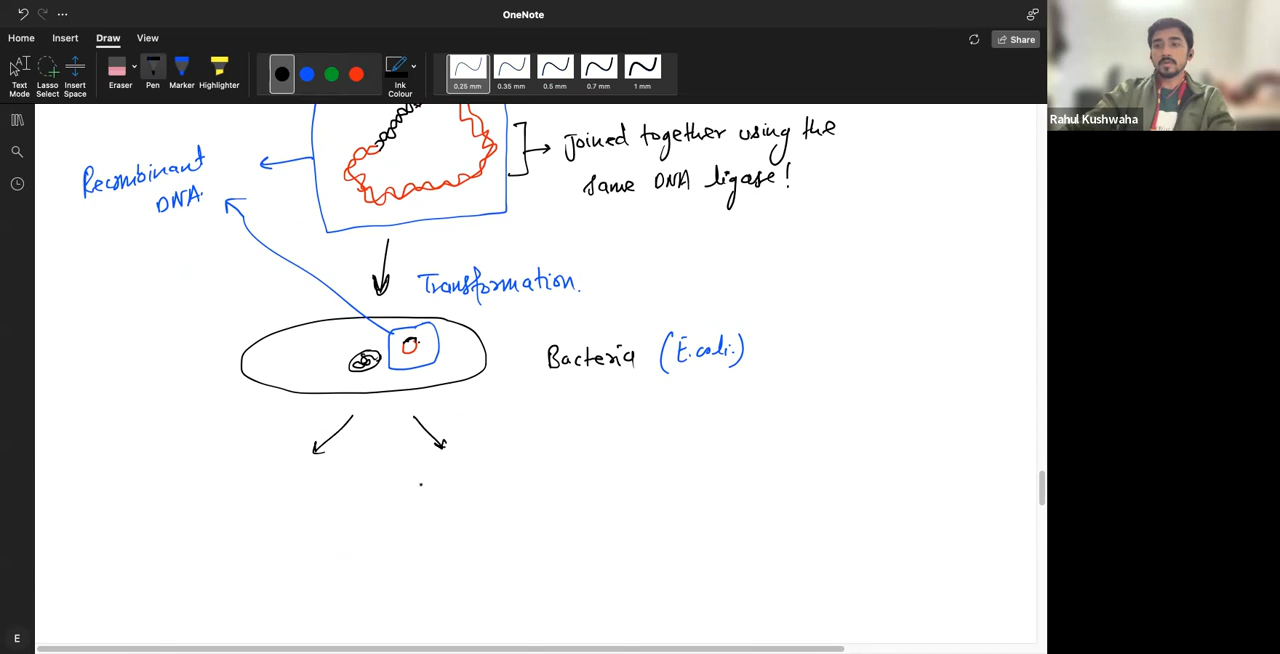 OneNote
Home Insert Draw View
Share
Text Mode
Lasso Select
Insert Space
Eraser
Pen
Marker
Highlighter
Ink Colour
0.25 mm 0.35 mm 0.5 mm 0.7 mm 1 mm
Rahul Kushwaha
Joined together using the
same DNA ligase!
Recombinant
DNA.
Transformation.
Bacteria (E.coli.)
E